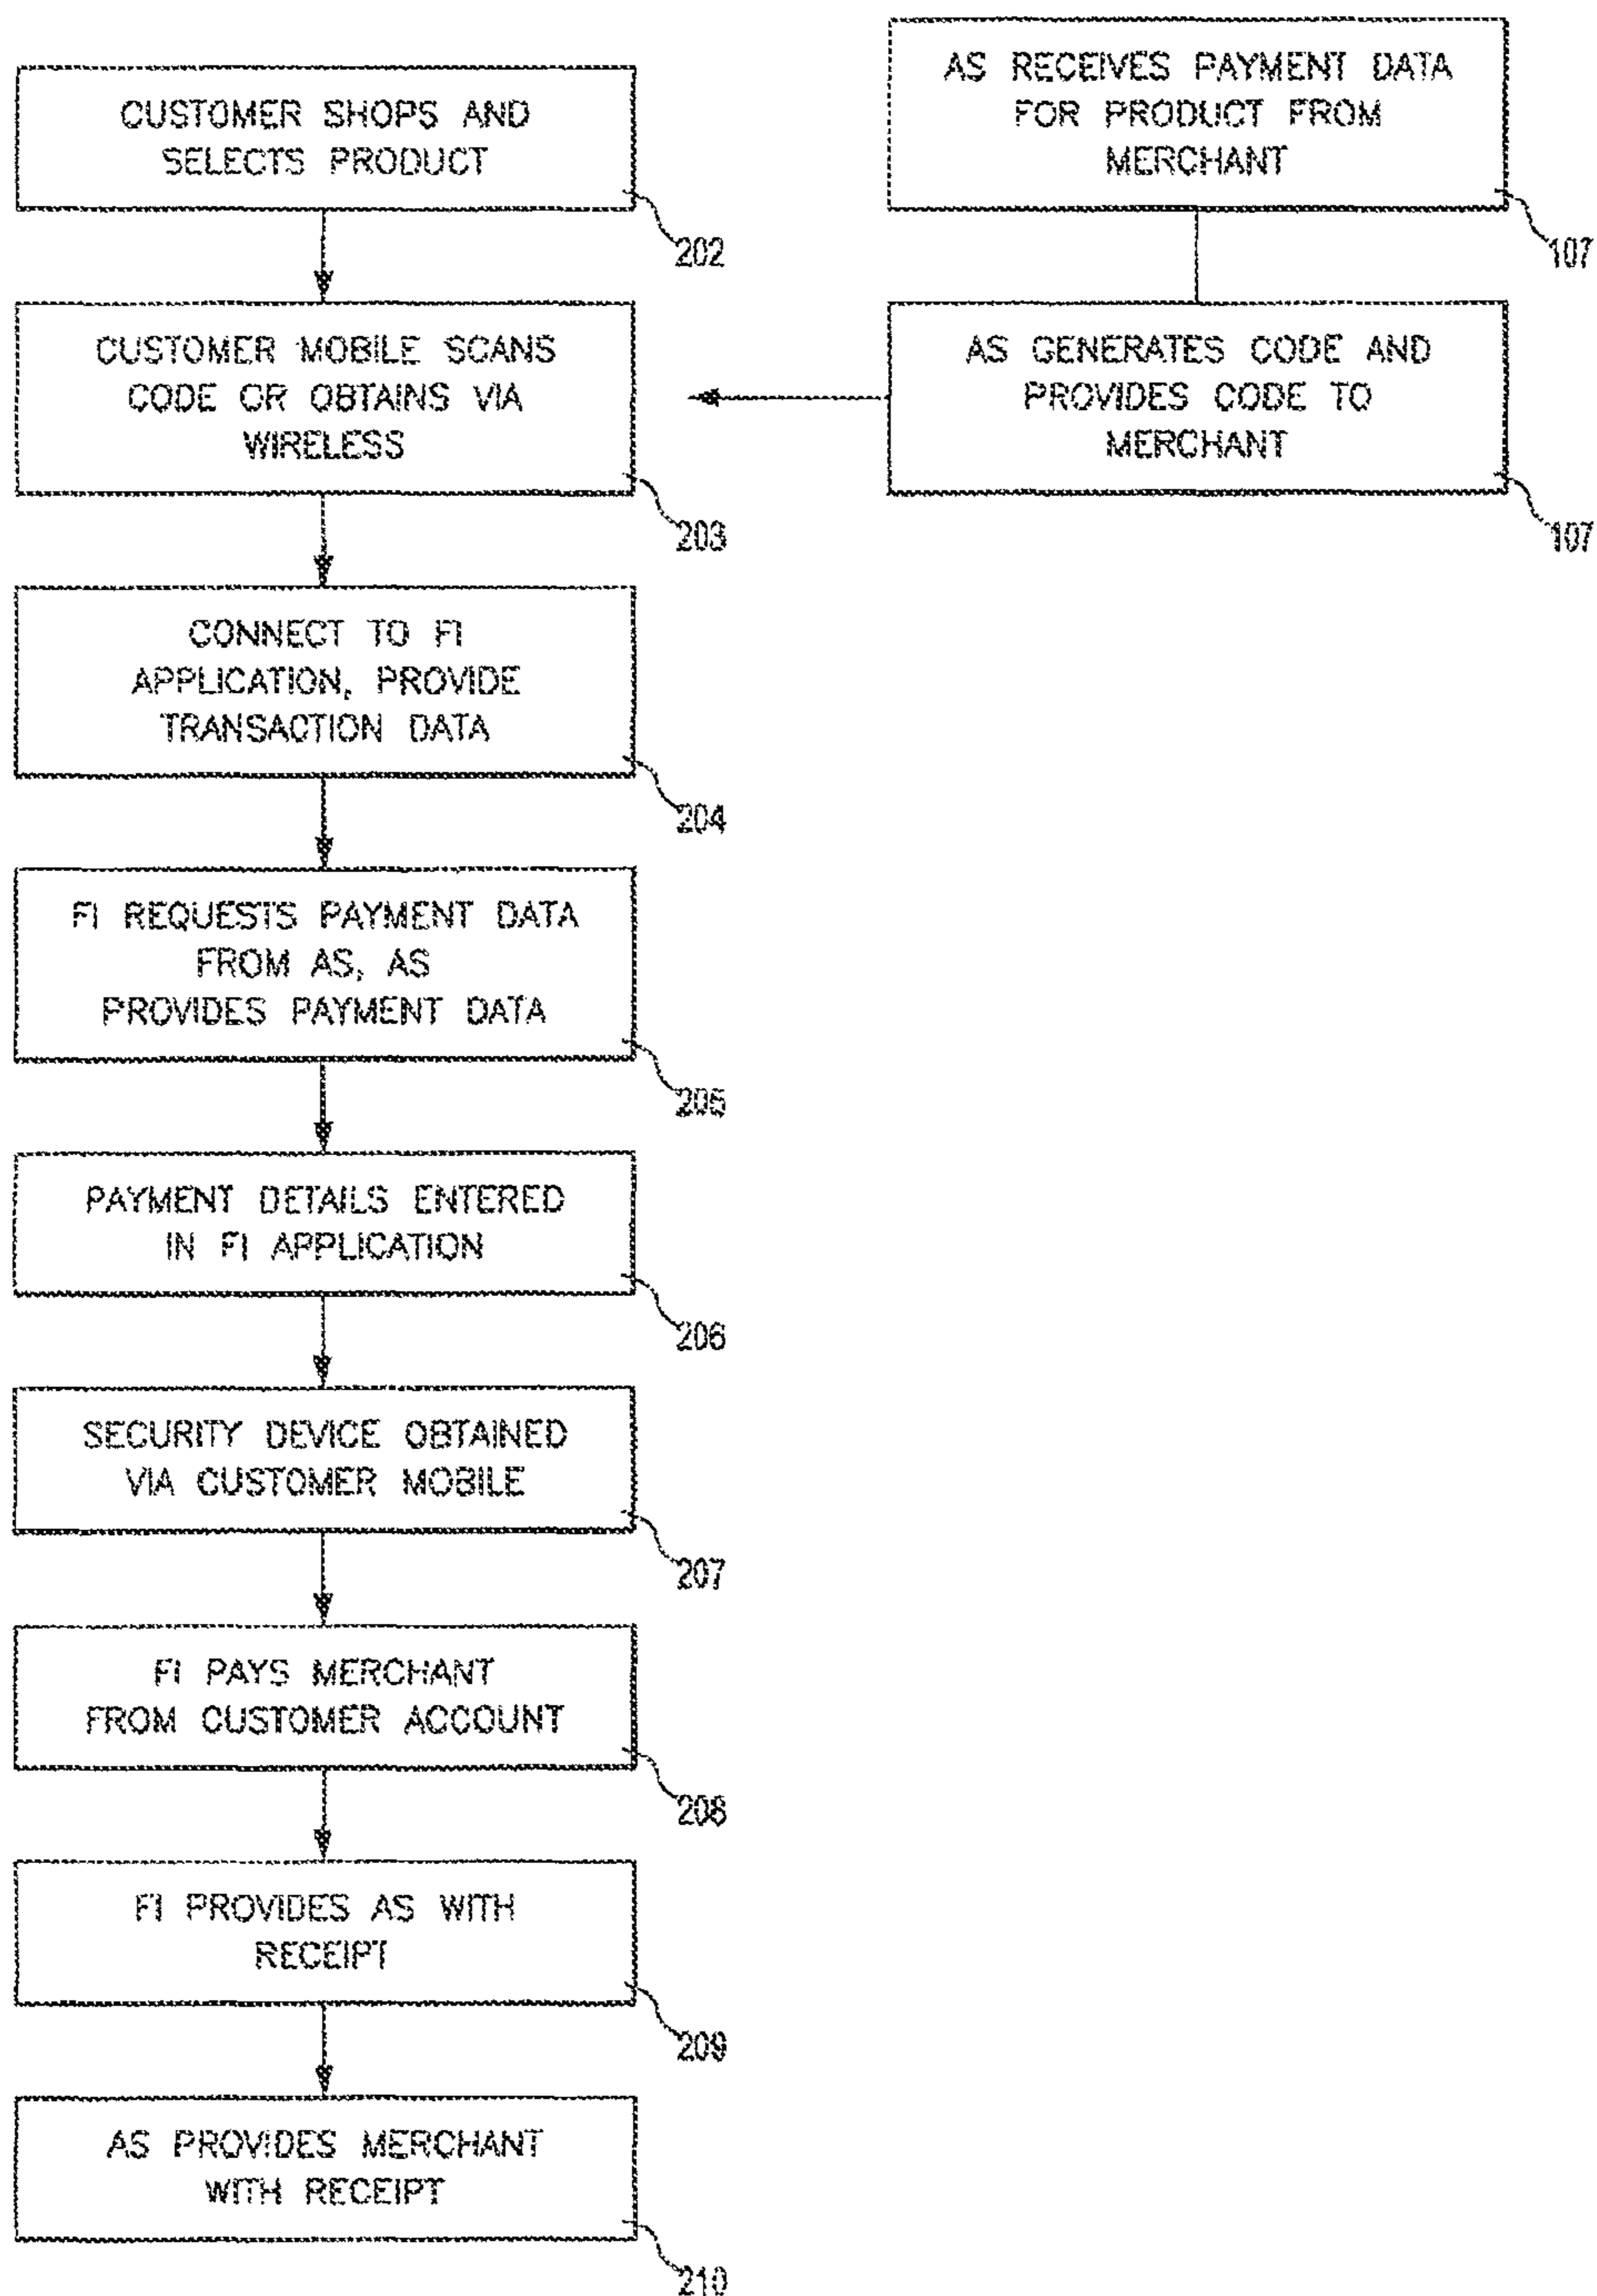 CUSTOMER SHOPS AND
SELECTS PRODUCT
202
AS RECEIVES PAYMENT DATA
FOR PRODUCT FROM
MERCHANT
107
CUSTOMER MOBILE SCANS
CODE OR OBTAINS VIA
WIRELESS
203
AS GENERATES CODE AND
PROVIDES CODE TO
MERCHANT
107
CONNECT TO FI
APPLICATION, PROVIDE
TRANSACTION DATA
204
FI REQUESTS PAYMENT DATA
FROM AS, AS
PROVIDES PAYMENT DATA
205
PAYMENT DETAILS ENTERED
IN FI APPLICATION
206
SECURITY DEVICE OBTAINED
VIA CUSTOMER MOBILE
207
FI PAYS MERCHANT
FROM CUSTOMER ACCOUNT
208
FI PROVIDES AS WITH
RECEIPT
209
AS PROVIDES MERCHANT
WITH RECEIPT
210